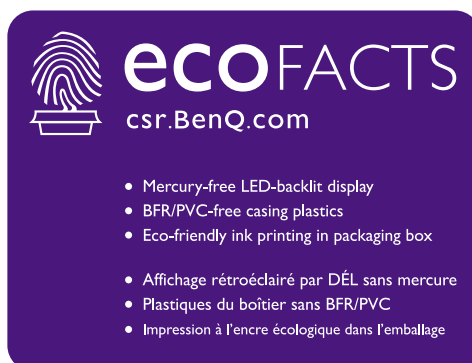 ecoFACTS
csr.BenQ.com
• Mercury-free LED-backlit display
• BFR/PVC-free casing plastics
• Eco-friendly ink printing in packaging box
• Affichage rétroéclairé par DÉL sans mercure
• Plastiques du boîtier sans BFR/PVC
• Impression à l'encre écologique dans l'emballage